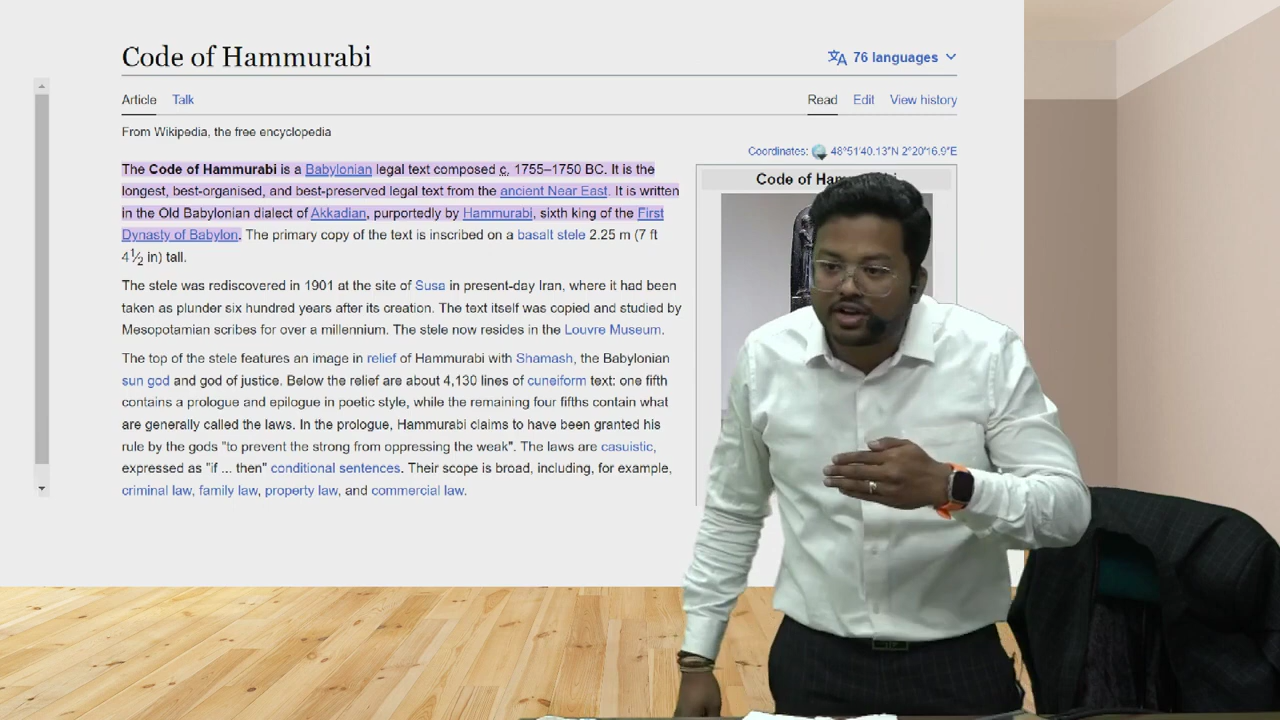 Code of Hammurabi
76 languages
Article Talk
Read Edit View history
From Wikipedia, the free encyclopedia
Coordinates: 48°51′40.13″N 2°20′16.9″E
The Code of Hammurabi is a Babylonian legal text composed c. 1755–1750 BC. It is the
longest, best-organised, and best-preserved legal text from the ancient Near East. It is written
in the Old Babylonian dialect of Akkadian, purportedly by Hammurabi, sixth king of the First
Dynasty of Babylon. The primary copy of the text is inscribed on a basalt stele 2.25 m (7 ft
4½ in) tall.
The stele was rediscovered in 1901 at the site of Susa in present-day Iran, where it had been
taken as plunder six hundred years after its creation. The text itself was copied and studied by
Mesopotamian scribes for over a millennium. The stele now resides in the Louvre Museum.
The top of the stele features an image in relief of Hammurabi with Shamash, the Babylonian
sun god and god of justice. Below the relief are about 4,130 lines of cuneiform text: one fifth
contains a prologue and epilogue in poetic style, while the remaining four fifths contain what
are generally called the laws. In the prologue, Hammurabi claims to have been granted his
rule by the gods "to prevent the strong from oppressing the weak". The laws are casuistic,
expressed as "if ... then" conditional sentences. Their scope is broad, including, for example,
criminal law, family law, property law, and commercial law.
Code of